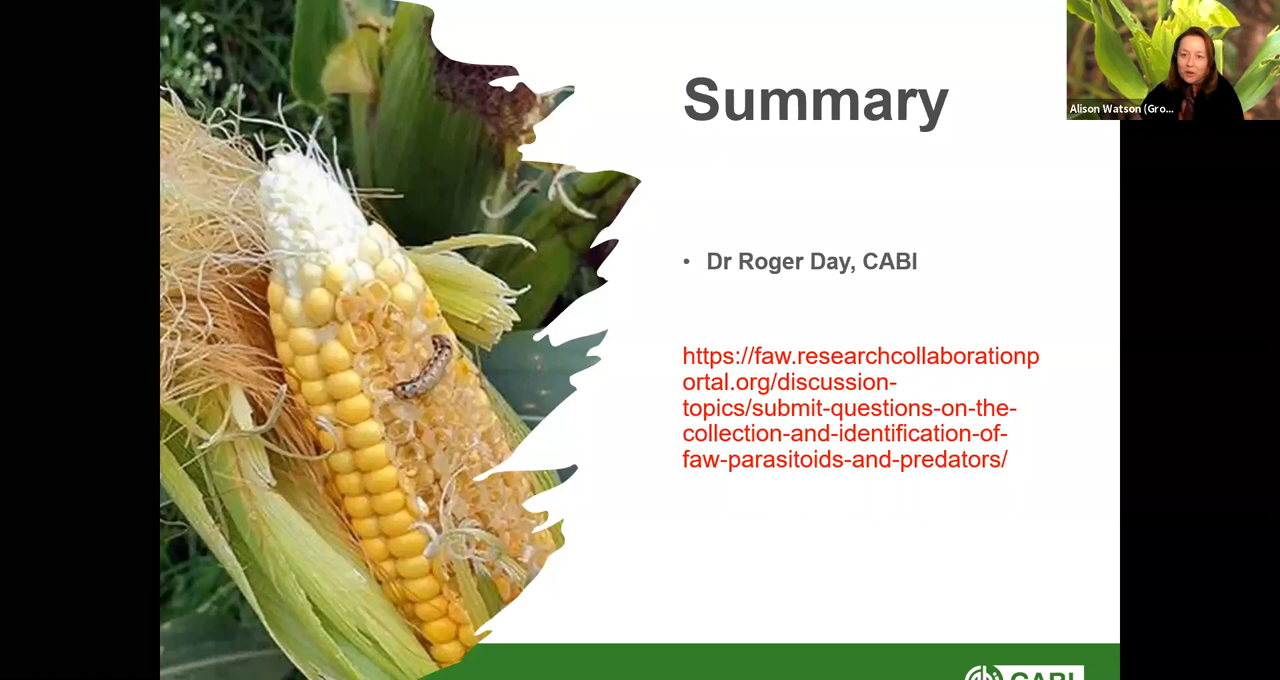 Summary
Alison Watson (Gro...
• Dr Roger Day, CABI
https://faw.researchcollaborationp
ortal.org/discussion-
topics/submit-questions-on-the-
collection-and-identification-of-
faw-parasitoids-and-predators/
CABI